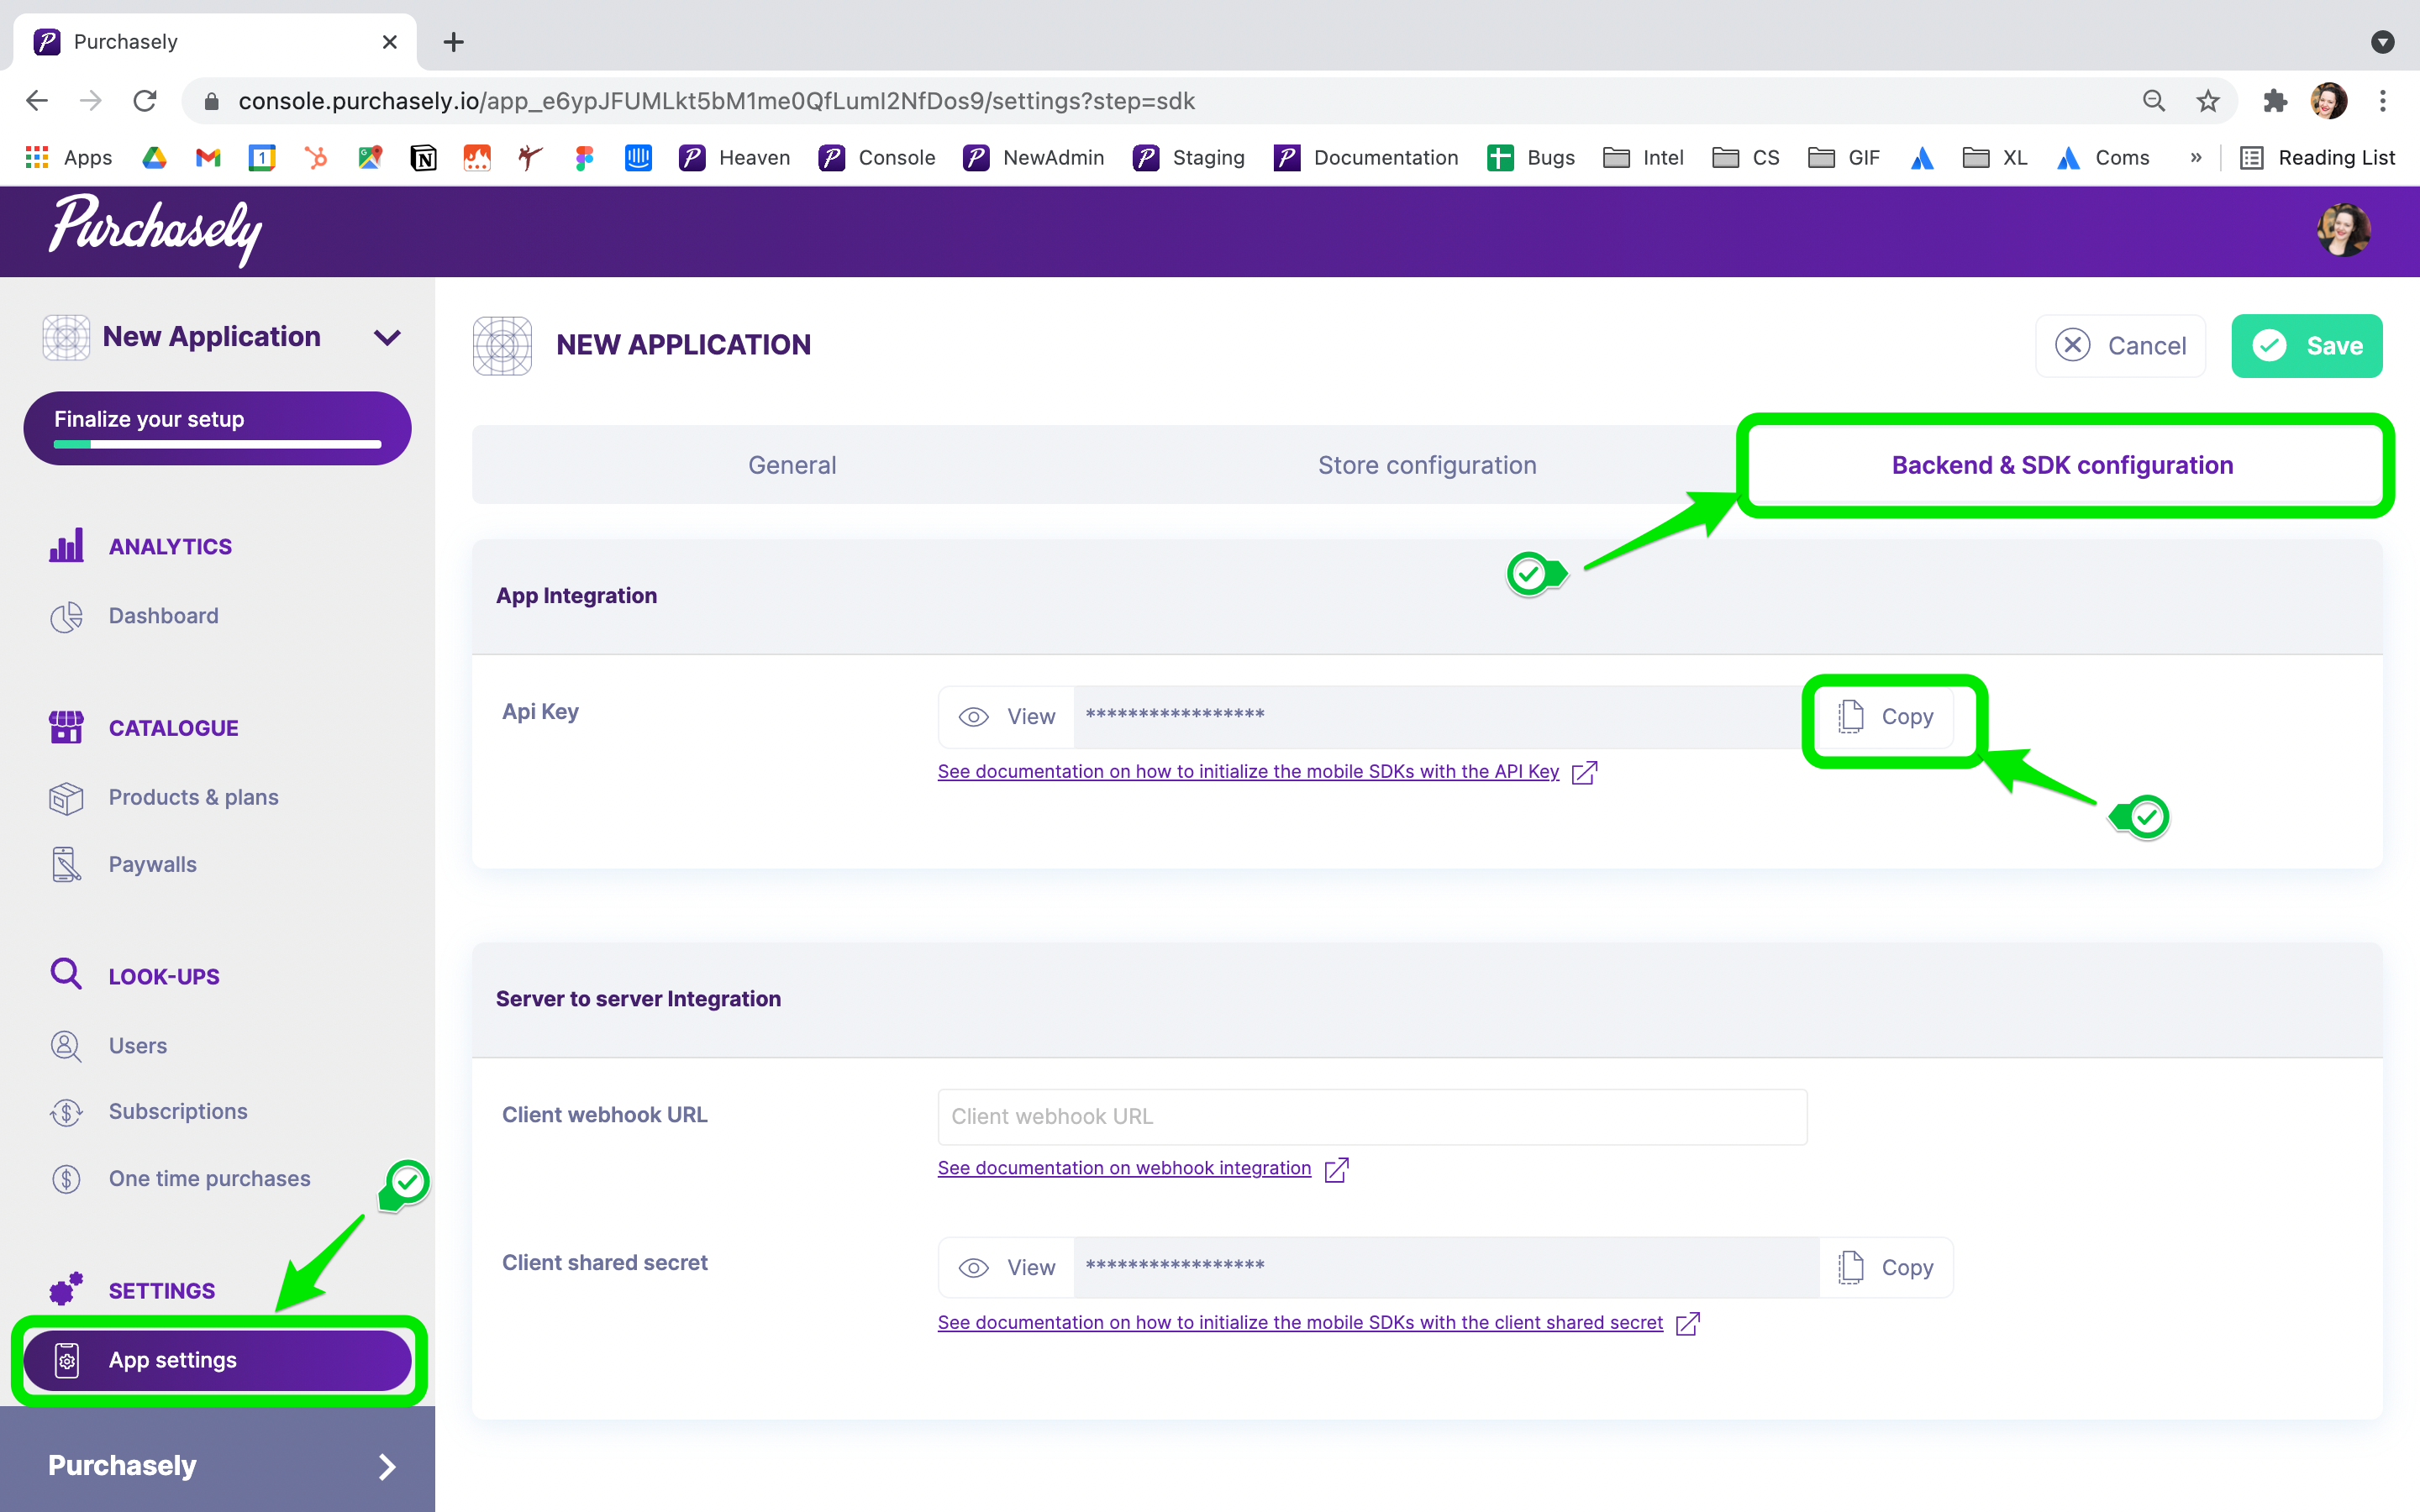 Purchasely
console.purchasely.io/app_e6ypJFUMLkt5bM1me0QfLumI2NfDos9/settings?step=sdk
Apps 1 Heaven Console NewAdmin Staging Documentation Bugs Intel CS GIF XL Coms » Reading List
Purchasely
New Application
Finalize your setup
ANALYTICS
Dashboard
CATALOGUE
Products & plans
Paywalls
LOOK-UPS
Users
Subscriptions
One time purchases
SETTINGS
App settings
Purchasely
NEW APPLICATION
Cancel
Save
General
Store configuration
Backend & SDK configuration
App Integration
Api Key
View
*****************
Copy
See documentation on how to initialize the mobile SDKs with the API Key
Server to server Integration
Client webhook URL
Client webhook URL
See documentation on webhook integration
Client shared secret
View
*****************
Copy
See documentation on how to initialize the mobile SDKs with the client shared secret